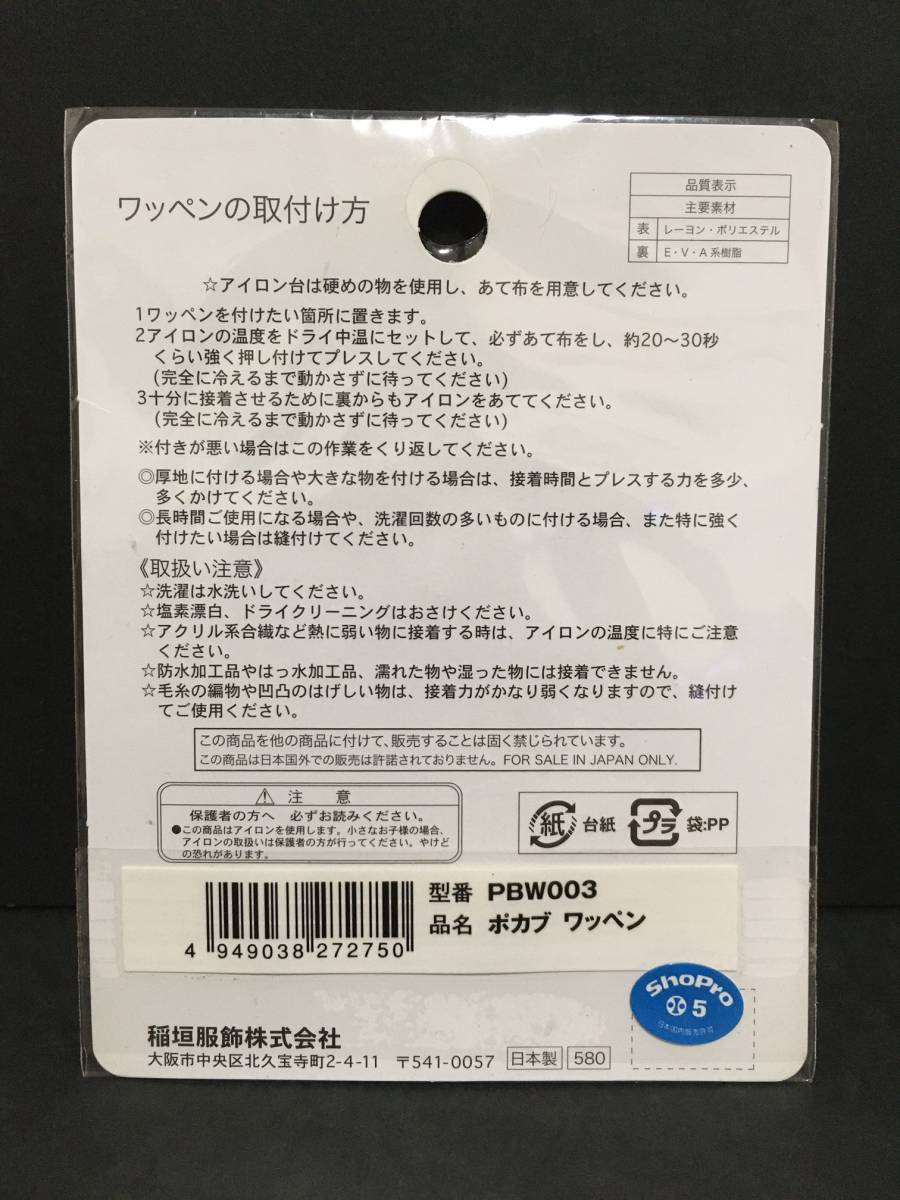 ワッペンの取付け方
品質表示
主要素材
表 レーヨン・ポリエステル
裏 E・V・A系樹脂
☆アイロン台は硬めの物を使用し、あて布を用意してください。
1ワッペンを付けたい箇所に置きます。
2アイロンの温度をドライ中温にセットして、必ずあて布をし、約20〜30秒
くらい強く押し付けてプレスしてください。
(完全に冷えるまで動かさずに待ってください)
3十分に接着させるために裏からもアイロンをあててください。
(完全に冷えるまで動かさずに待ってください)
※付きが悪い場合はこの作業をくり返してください。
◎厚地に付ける場合や大きな物を付ける場合は、接着時間とプレスする力を多少、
多くかけてください。
◎長時間ご使用になる場合や、洗濯回数の多いものに付ける場合、また特に強く
付けたい場合は縫付けてください。
《取扱い注意》
☆洗濯は水洗いしてください。
☆塩素漂白、ドライクリーニングはおさけください。
☆アクリル系合繊など熱に弱い物に接着する時は、アイロンの温度に特にご注意
ください。
☆防水加工品やはっ水加工品、濡れた物や湿った物には接着できません。
☆毛糸の編物や凹凸のはげしい物は、接着力がかなり弱くなりますので、縫付け
てご使用ください。
この商品を他の商品に付けて、販売することは固く禁じられています。
この商品は日本国外での販売は許諾されておりません。FOR SALE IN JAPAN ONLY.
注 意
保護者の方へ 必ずお読みください。
●この商品はアイロンを使用します。小さなお子様の場合、
アイロンの取扱いは保護者の方が行ってください。やけど
の恐れがあります。
紙 台紙 プラ 袋:PP
型番 PBW003
品名 ポカブ ワッペン
4 949038 272750
ShoPro
5
日本国内販売許可
稲垣服飾株式会社
大阪市中央区北久宝寺町2-4-11 〒541-0057 日本製 580